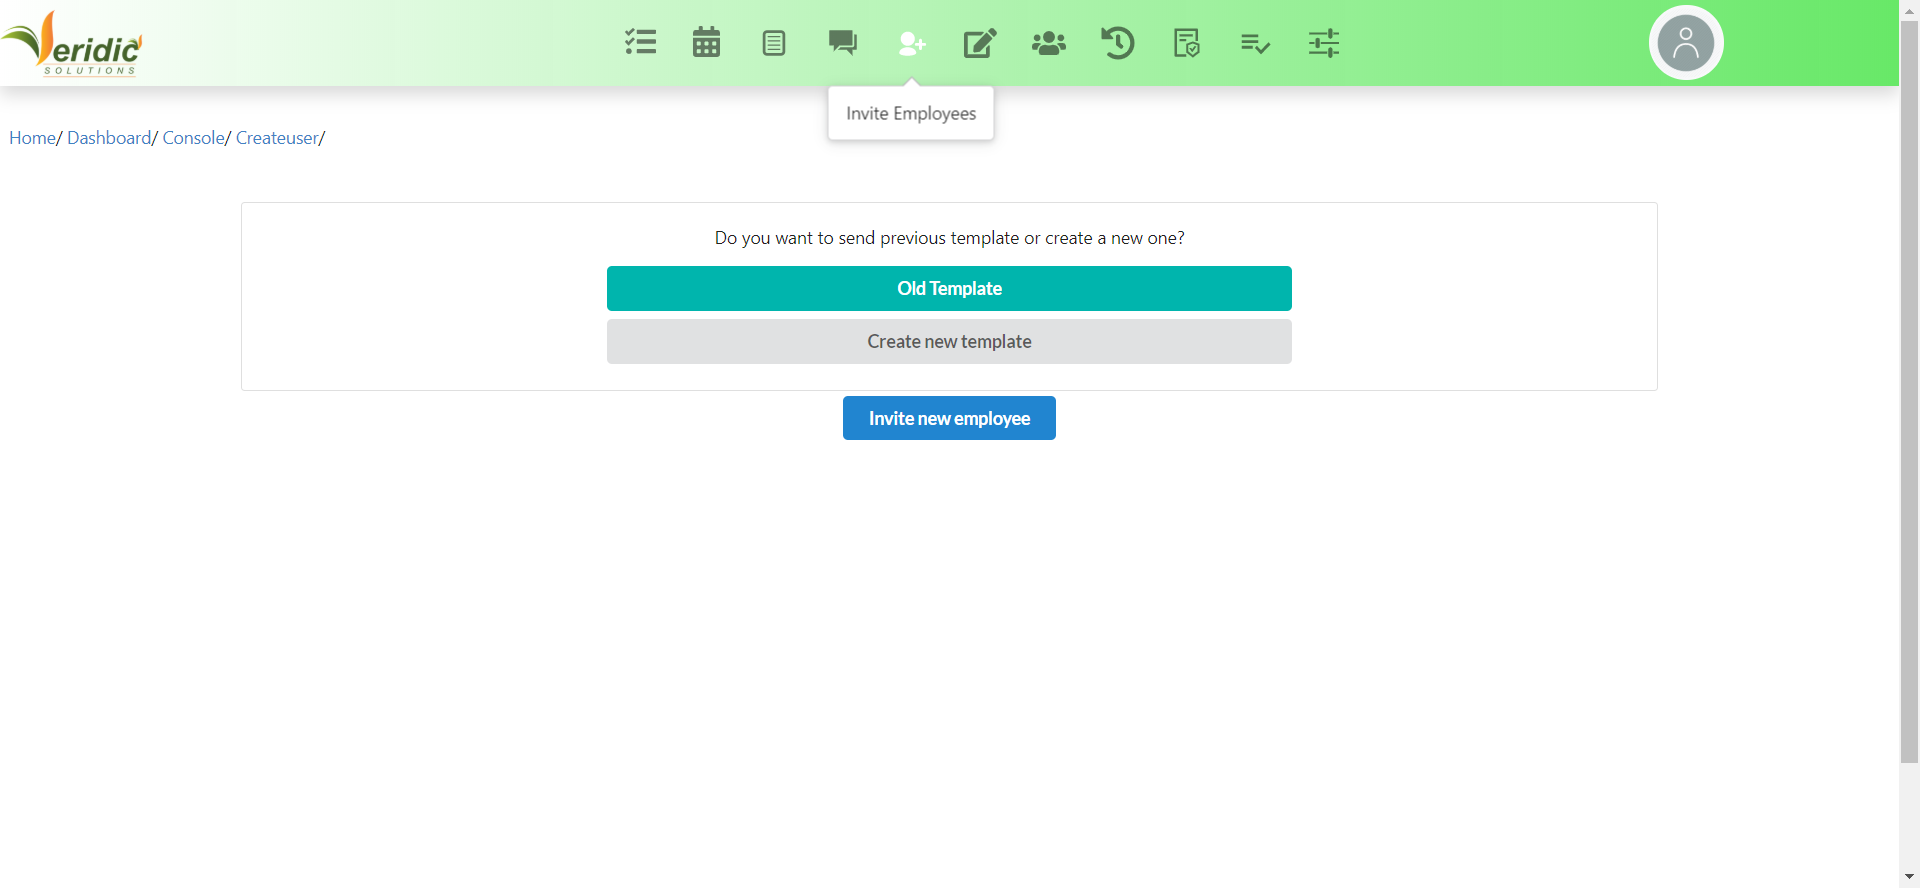 eridic
SOLUTIONS
Invite Employees
Home/ Dashboard/ Console/ Createuser/
Do you want to send previous template or create a new one?
Old Template
Create new template
Invite new employee